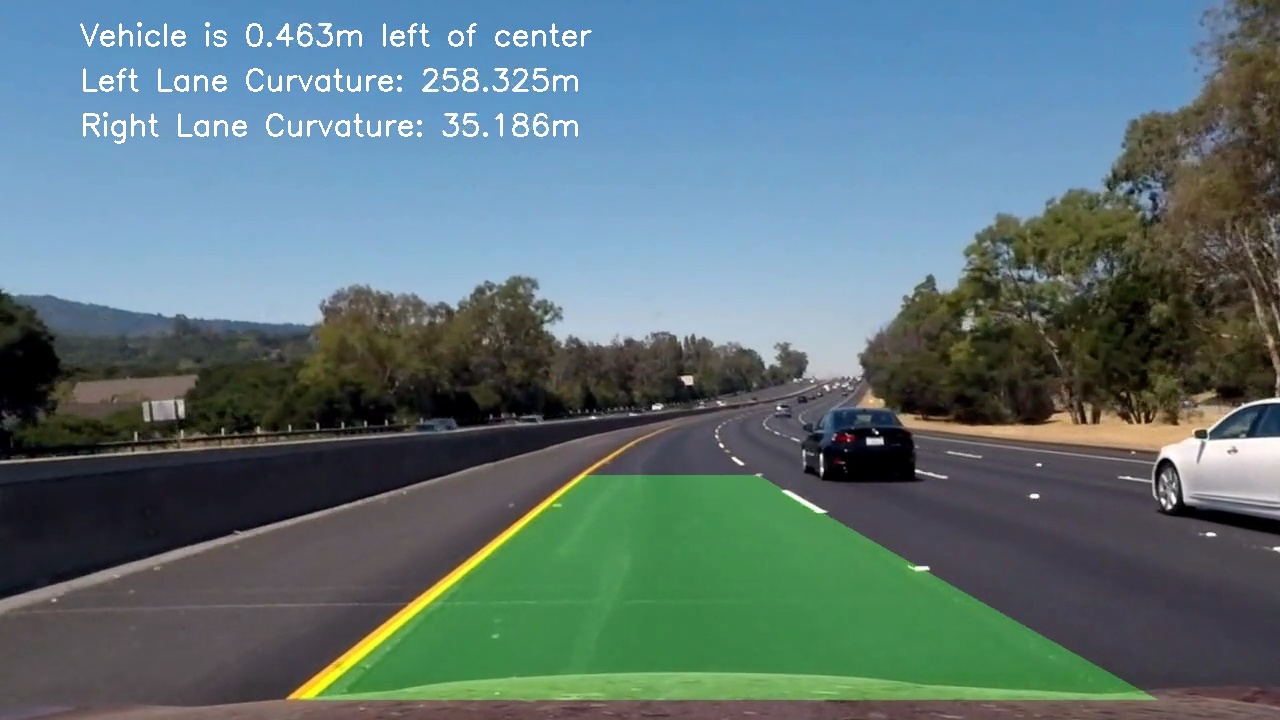 Vehicle is 0.463m left of center
Left Lane Curvature: 258.325m
Right Lane Curvature: 35.186m